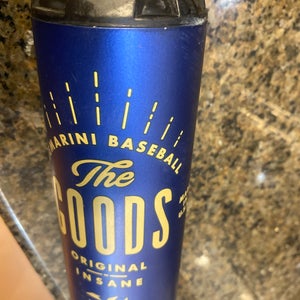 MARINI BASEBALL
The
GOODS
ORIGINAL
INSANE